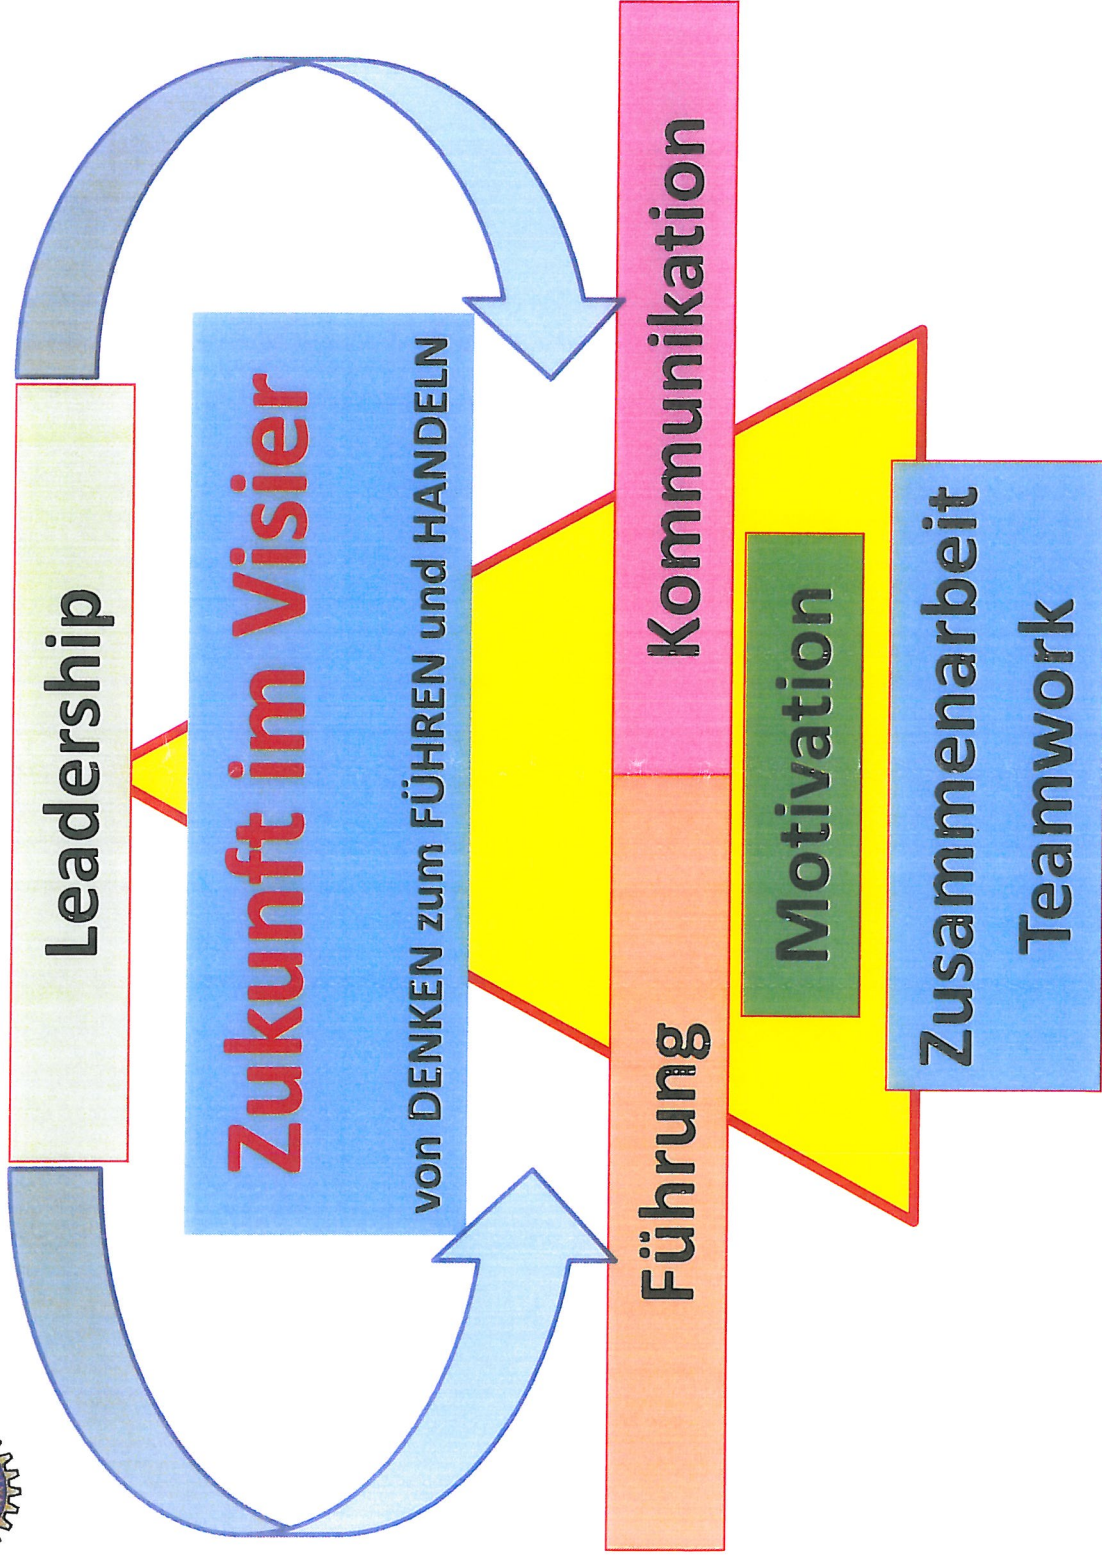 Leadership
Zukunft im Visier
von DENKEN zum FÜHREN und HANDELN
Führung
Kommunikation
Motivation
Zusammenarbeit
Teamwork